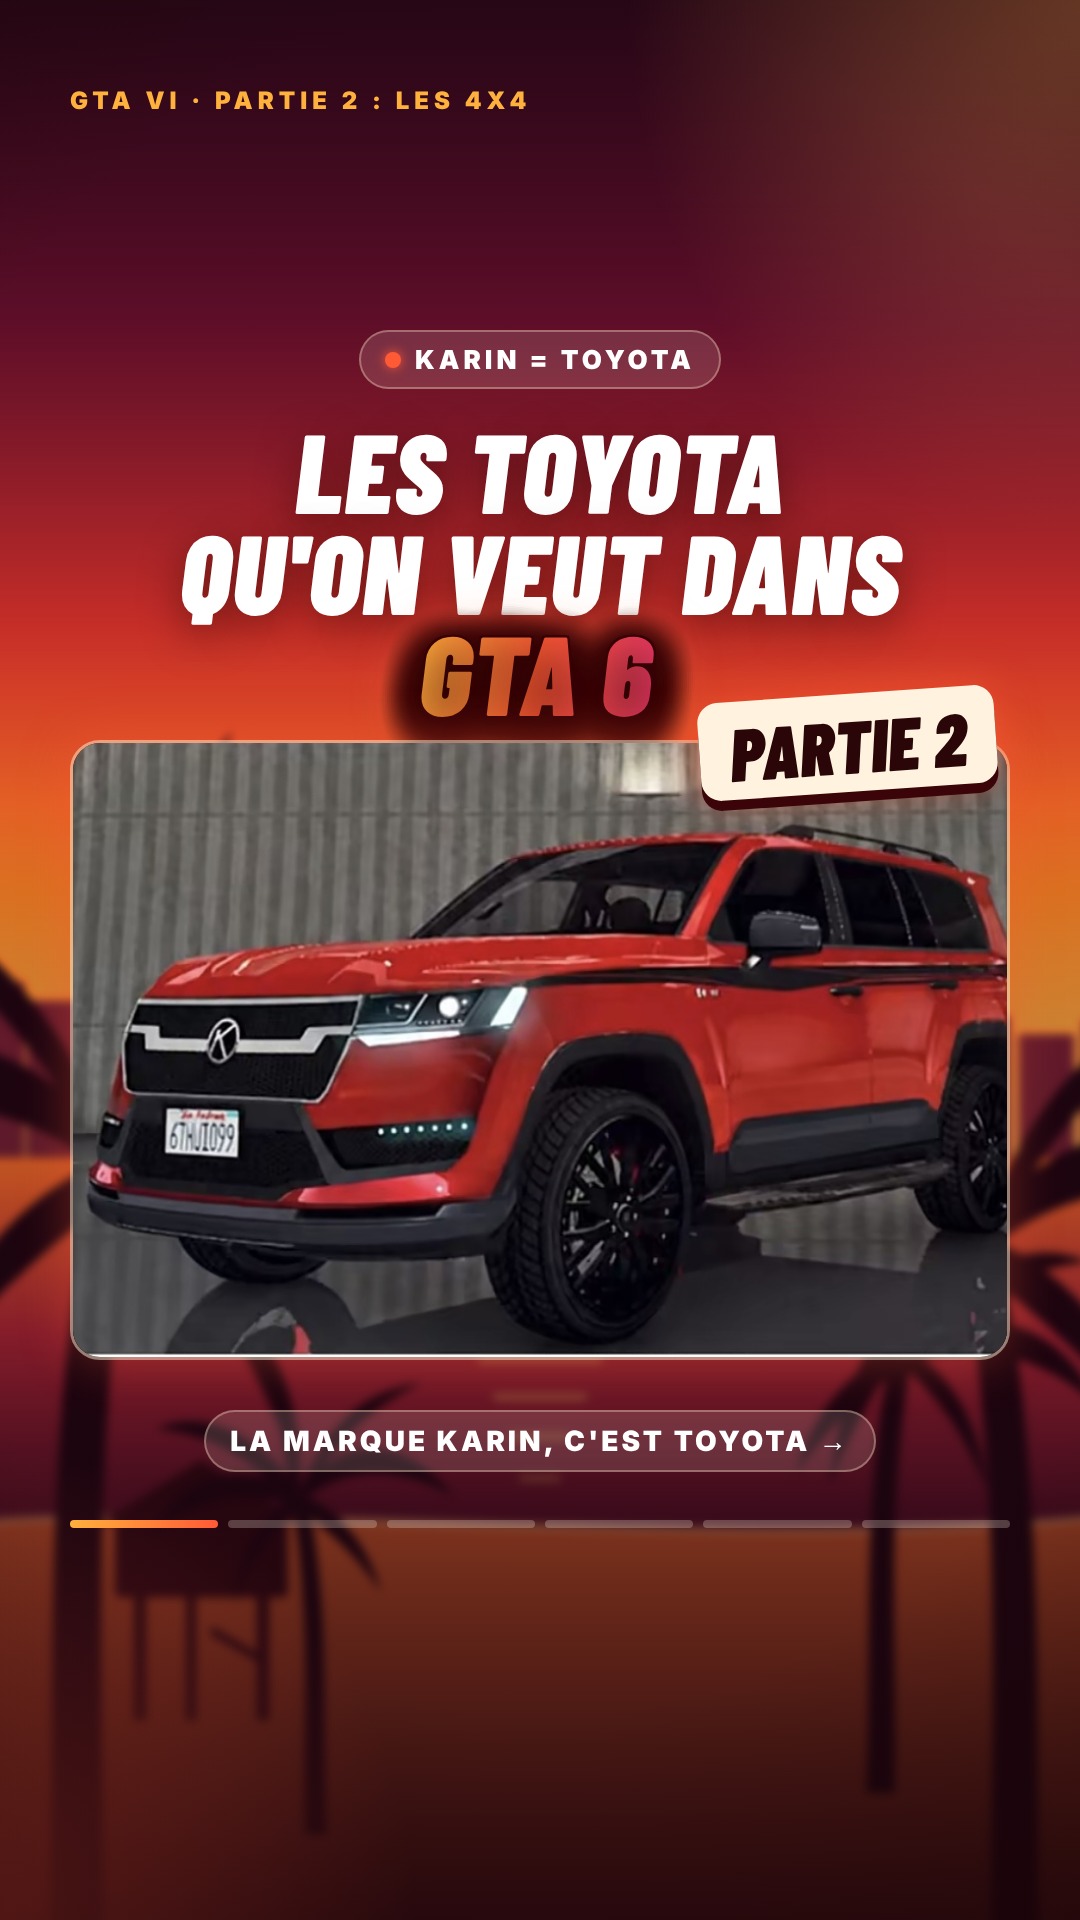 GTA VI · PARTIE 2 : LES 4X4
KARIN = TOYOTA
LES TOYOTA
QU'ON VEUT DANS
GTA 6
PARTIE 2
LA MARQUE KARIN, C'EST TOYOTA →